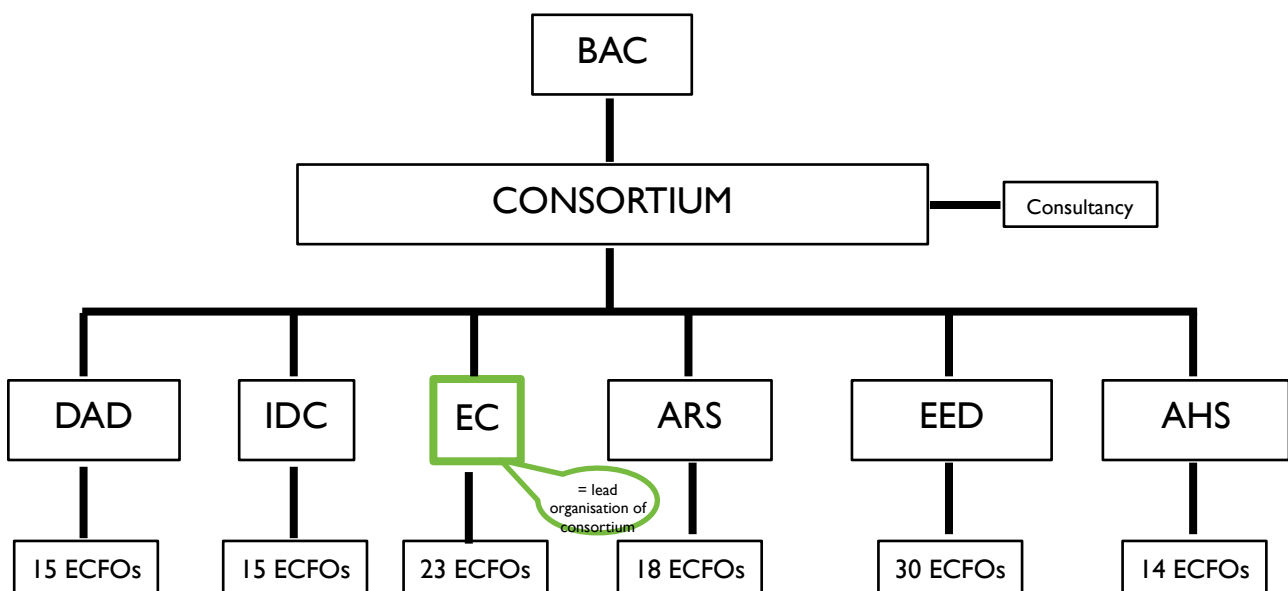 BAC
CONSORTIUM
Consultancy
DAD
IDC
EC
ARS
EED
AHS
= lead
organisation of
consortium
15 ECFOs
15 ECFOs
23 ECFOs
18 ECFOs
30 ECFOs
14 ECFOs